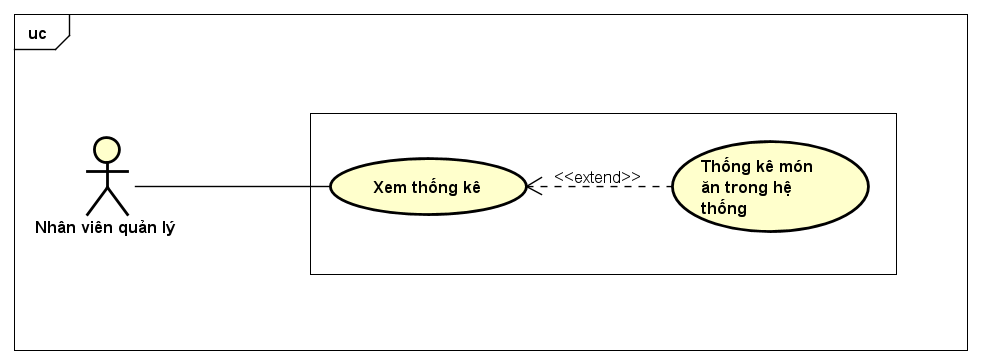 uc
Nhân viên quản lý
Xem thống kê
<<extend>>
Thống kê món
ăn trong hệ
thống